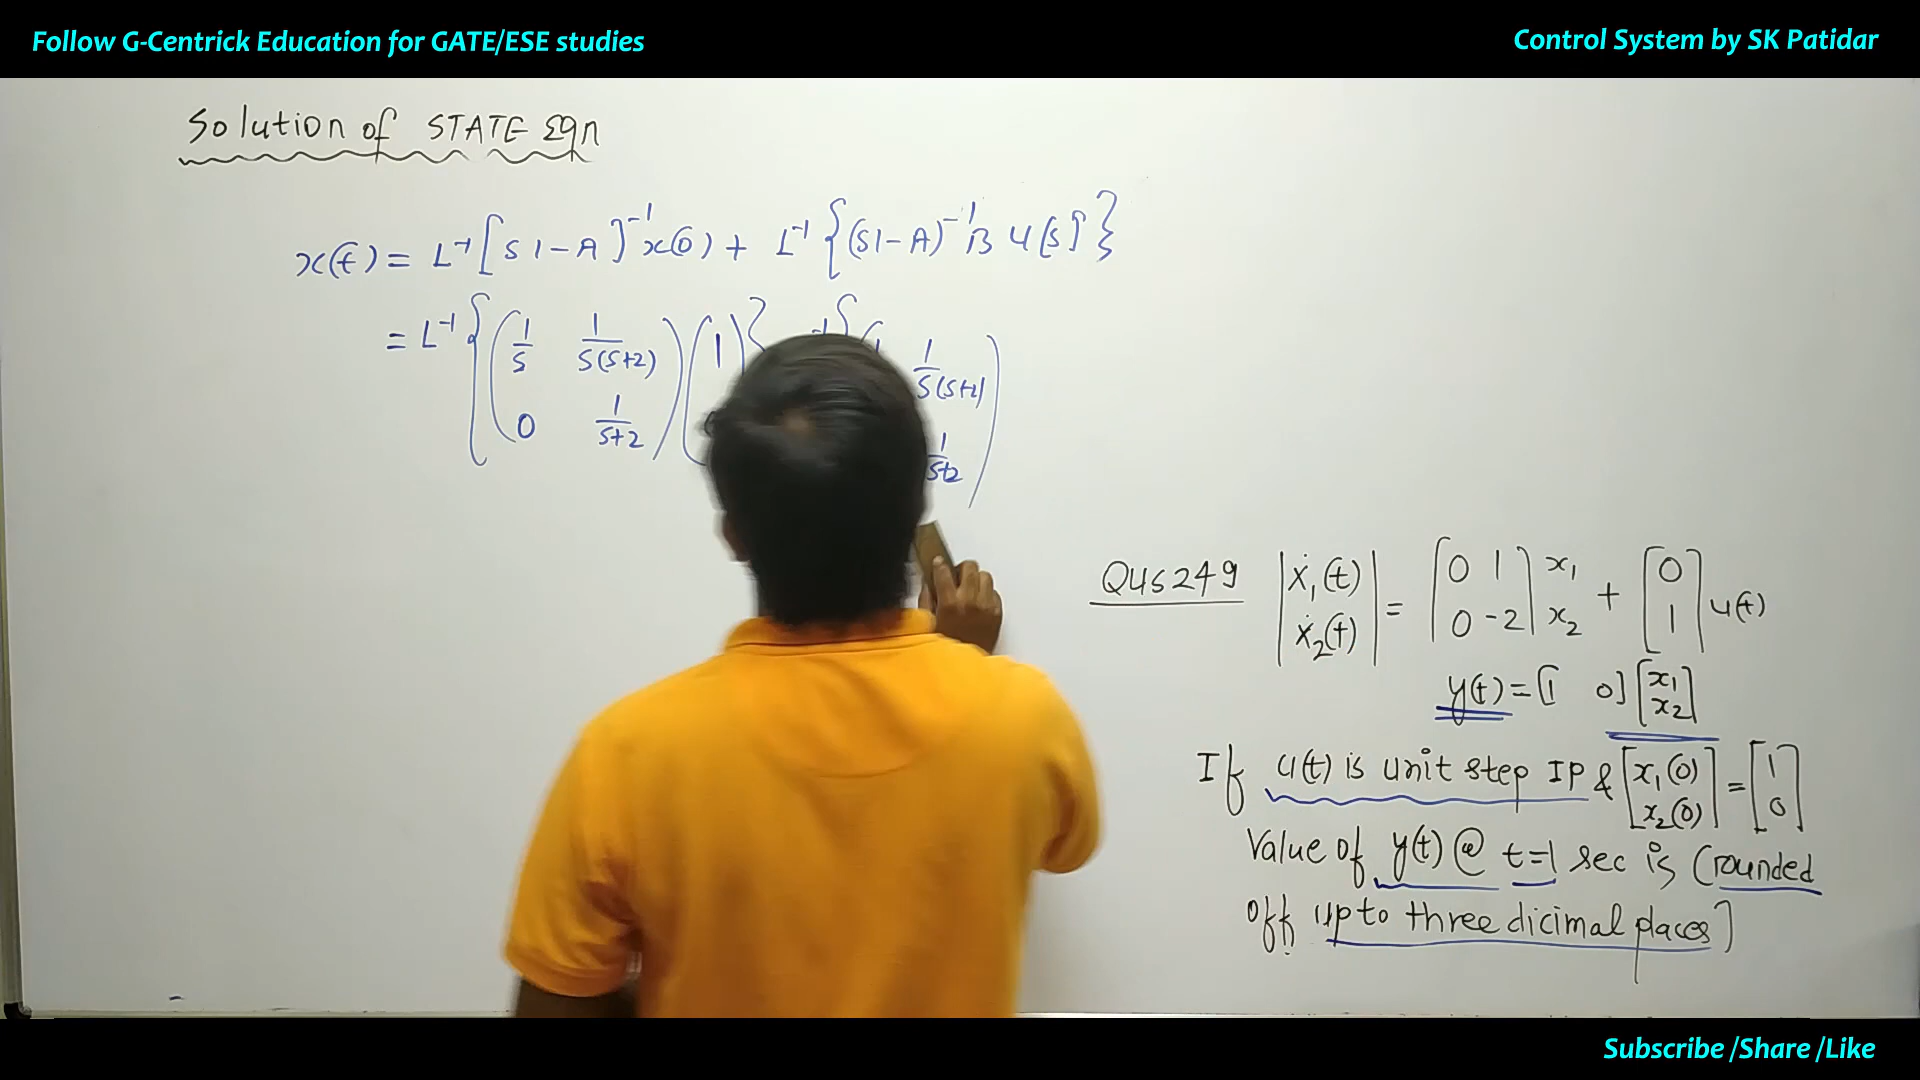 Follow G-Centrick Education for GATE/ESE studies
Control System by SK Patidar
Solution of STATE Eqn
x(t) = L⁻¹ [SI-A]⁻¹ x(0) + L⁻¹ {(SI-A)⁻¹ B U(s)}
= L⁻¹ {(1/S 1/S(S+2) 0 1/S+2)(1 } 1/S(S+2) 1/S+2)
Qus 249 |ẋ₁(t) ẋ₂(t)| = [0 1 0 -2] x₁ x₂ + [0 1] u(t)
y(t) = [1 0] [x₁ x₂]
If u(t) is unit step IP & [x₁(0) x₂(0)] = [1 0]
Value of y(t) @ t=1 sec is (rounded
off upto three dicimal places]
Subscribe /Share /Like